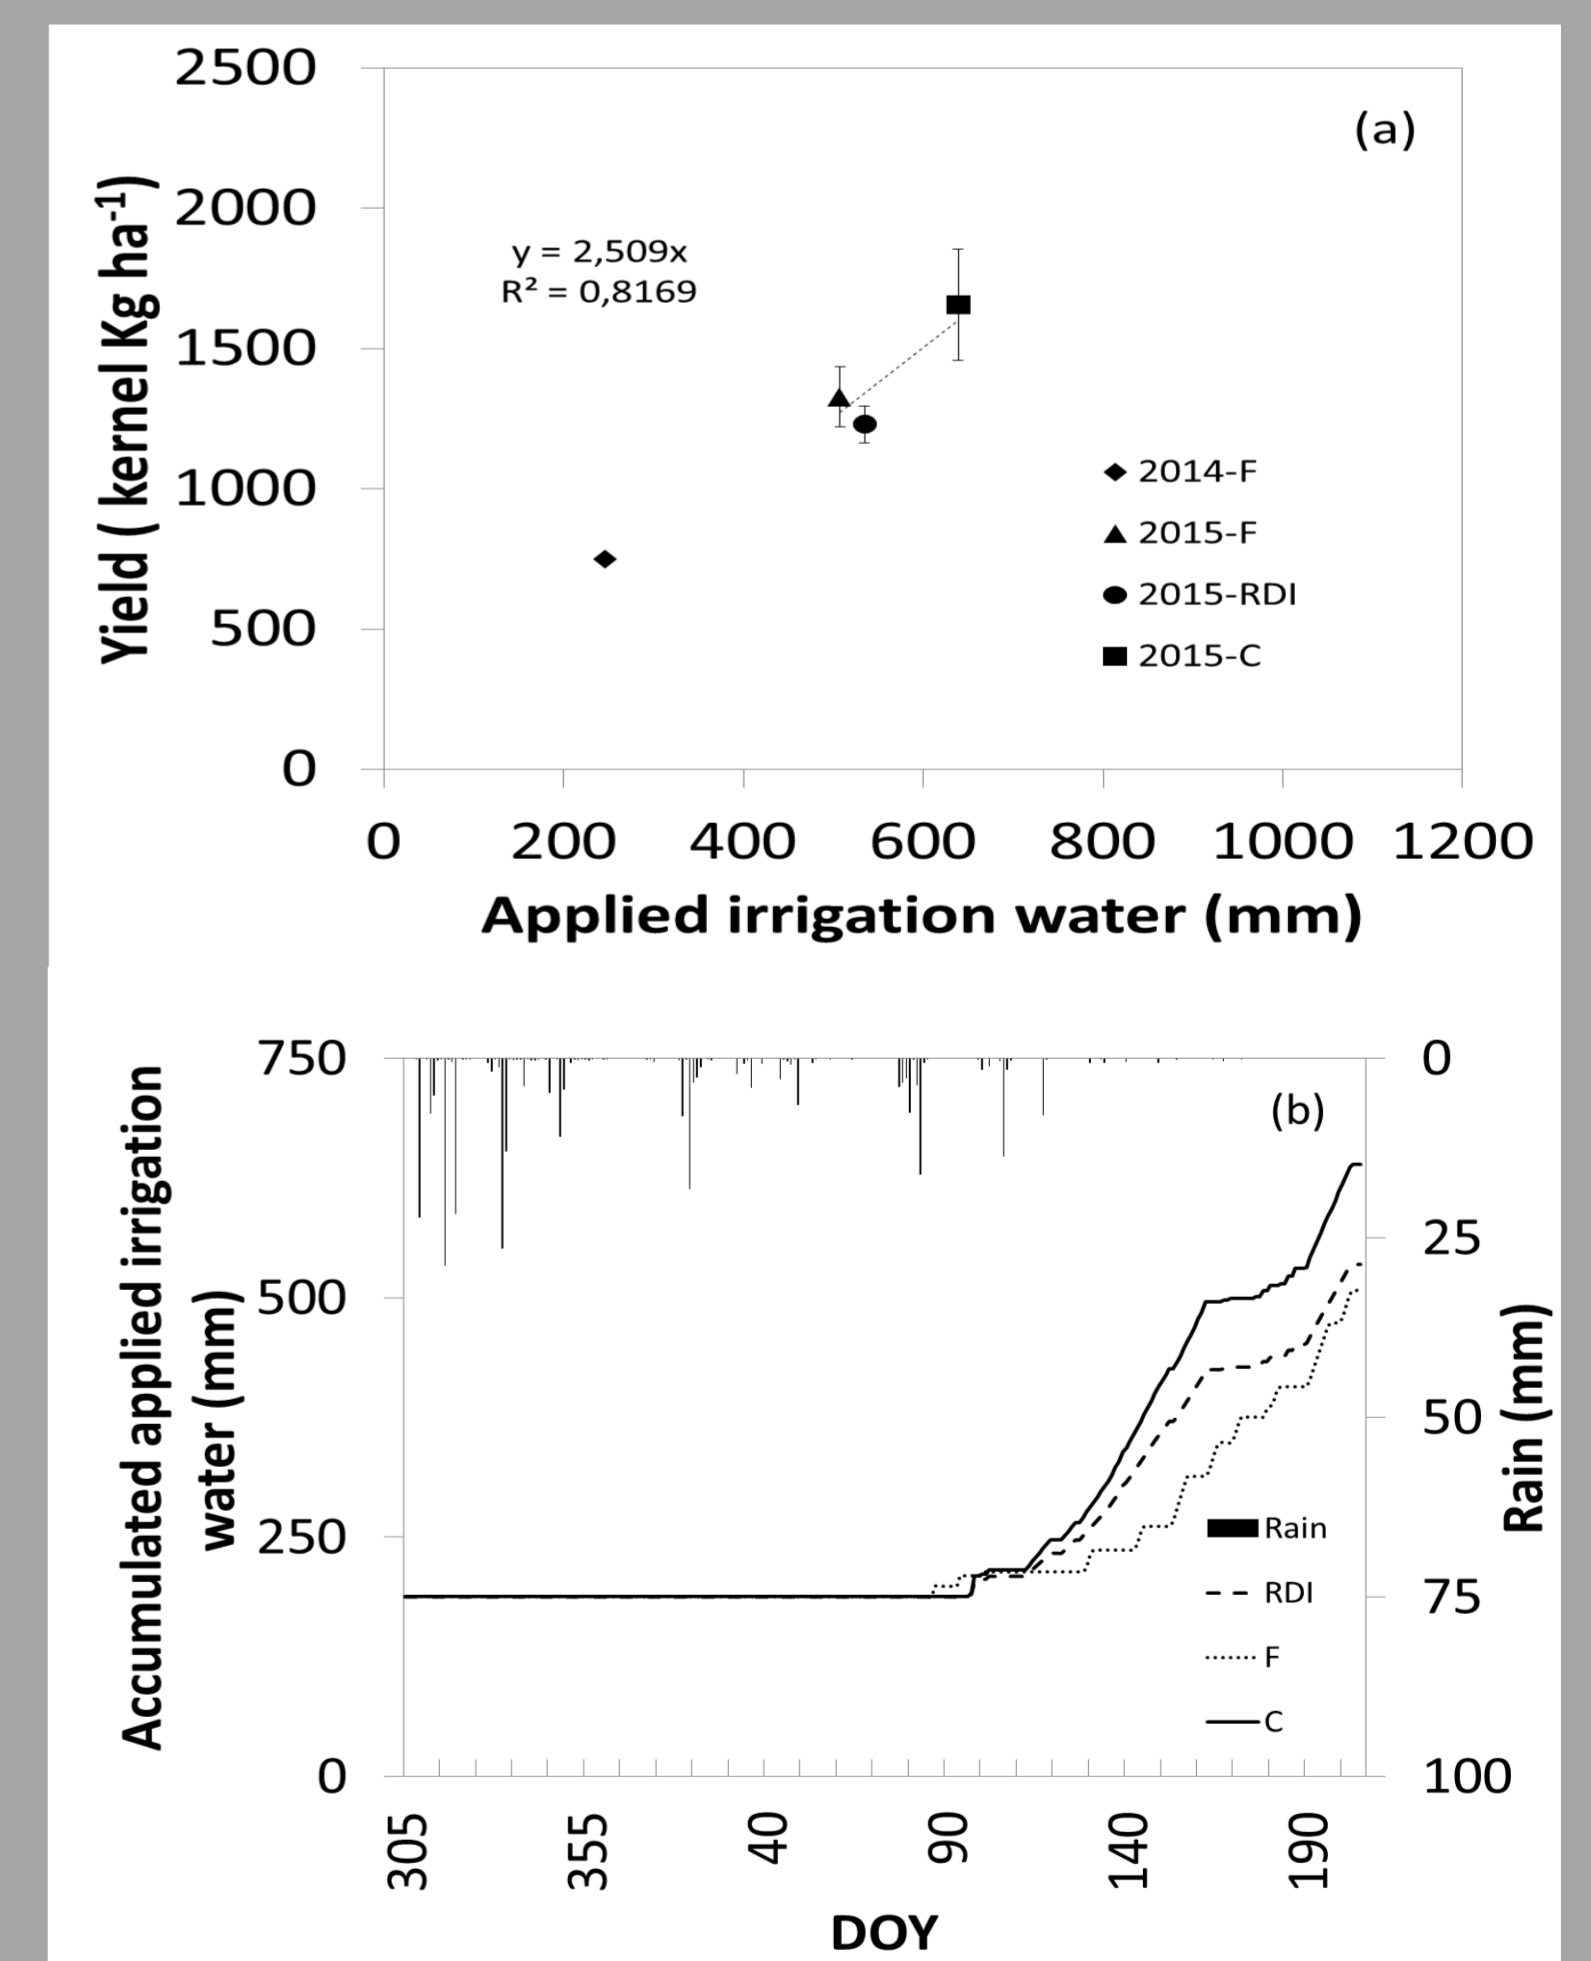 2500
(a)
2000
y = 2,509x
R² = 0,8169
1500
1000
500
0
Yield ( kernel Kg ha-1)
2014-F
2015-F
2015-RDI
2015-C
0 200 400 600 800 1000 1200
Applied irrigation water (mm)
Accumulated applied irrigation
water (mm)
750
500
250
0
(b)
0
25
50
75
100
Rain (mm)
Rain
RDI
F
C
305 355 40 90 140 190
DOY